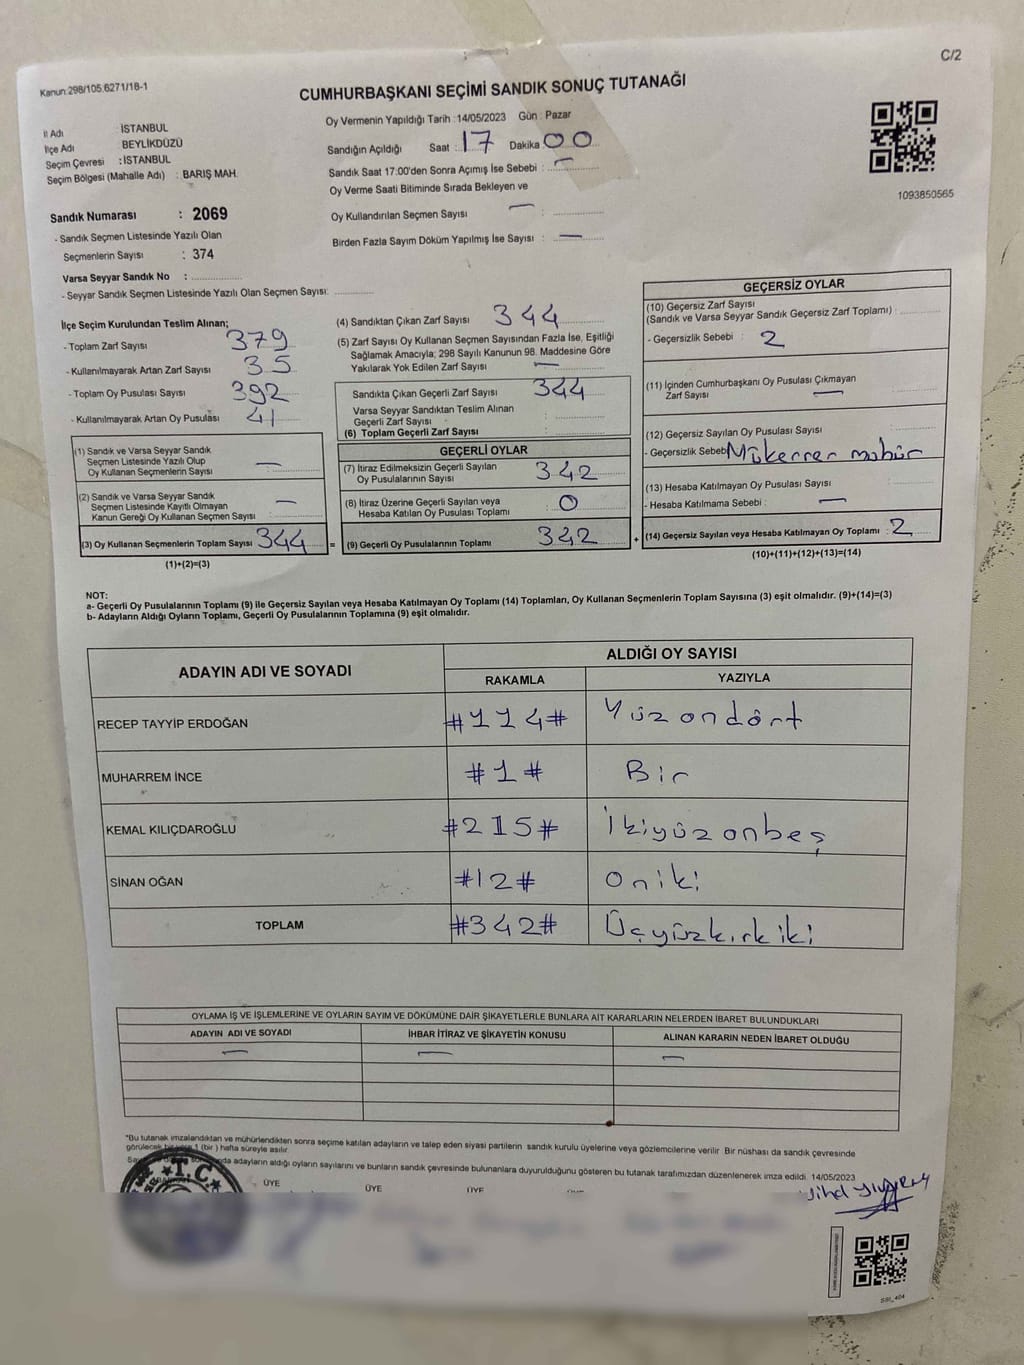 C/2
Kanun:298/105.6271/18-1
CUMHURBAŞKANI SEÇİMİ SANDIK SONUÇ TUTANAĞI
İl Adı : İSTANBUL
İlçe Adı BEYLİKDÜZÜ
Seçim Çevresi : İSTANBUL
Seçim Bölgesi (Mahalle Adı) : BARIŞ MAH.
Oy Vermenin Yapıldığı Tarih :14/05/2023 Gün : Pazar
Sandığın Açıldığı Saat : 17 Dakika 00
Sandık Saat 17:00'den Sonra Açımış İse Sebebi : —
Oy Verme Saati Bitiminde Sırada Bekleyen ve
Oy Kullandırılan Seçmen Sayısı — :
Birden Fazla Sayım Döküm Yapılmış İse Sayısı : —
1093850565
Sandık Numarası : 2069
- Sandık Seçmen Listesinde Yazılı Olan
Seçmenlerin Sayısı : 374
Varsa Seyyar Sandık No :
- Seyyar Sandık Seçmen Listesinde Yazılı Olan Seçmen Sayısı:
İlçe Seçim Kurulundan Teslim Alınan;
- Toplam Zarf Sayısı 379
- Kullanılmayarak Artan Zarf Sayısı 35
- Toplam Oy Pusulası Sayısı 392
- Kullanılmayarak Artan Oy Pusulası 41
(1) Sandık ve Varsa Seyyar Sandık
Seçmen Listesinde Yazılı Olup
Oy Kullanan Seçmenlerin Sayısı : —
(2) Sandık ve Varsa Seyyar Sandık
Seçmen Listesinde Kayıtlı Olmayan
Kanun Gereği Oy Kullanan Seçmen Sayısı : —
(3) Oy Kullanan Seçmenlerin Toplam Sayısı 344 =
(1)+(2)=(3)
(4) Sandıktan Çıkan Zarf Sayısı 344
(5) Zarf Sayısı Oy Kullanan Seçmen Sayısından Fazla İse, Eşitliği
Sağlamak Amacıyla; 298 Sayılı Kanunun 98. Maddesine Göre
Yakılarak Yok Edilen Zarf Sayısı : —
Sandıkta Çıkan Geçerli Zarf Sayısı 344
Varsa Seyyar Sandıktan Teslim Alınan
Geçerli Zarf Sayısı :
(6) Toplam Geçerli Zarf Sayısı :
GEÇERLİ OYLAR
(7) İtiraz Edilmeksizin Geçerli Sayılan
Oy Pusulalarının Sayısı 342
(8) İtiraz Üzerine Geçerli Sayılan veya
Hesaba Katılan Oy Pusulası Toplamı : 0
(9) Geçerli Oy Pusulalarının Toplamı 342 +
GEÇERSİZ OYLAR
(10) Geçersiz Zarf Sayısı
(Sandık ve Varsa Seyyar Sandık Geçersiz Zarf Toplamı) :
- Geçersizlik Sebebi : 2
(11) İçinden Cumhurbaşkanı Oy Pusulası Çıkmayan
Zarf Sayısı : —
(12) Geçersiz Sayılan Oy Pusulası Sayısı :
- Geçersizlik Sebebi Mükerrer mühür
(13) Hesaba Katılmayan Oy Pusulası Sayısı :
- Hesaba Katılmama Sebebi : —
(14) Geçersiz Sayılan veya Hesaba Katılmayan Oy Toplamı : 2
(10)+(11)+(12)+(13)=(14)
NOT:
a- Geçerli Oy Pusulalarının Toplamı (9) ile Geçersiz Sayılan veya Hesaba Katılmayan Oy Toplamı (14) Toplamları, Oy Kullanan Seçmenlerin Toplam Sayısına (3) eşit olmalıdır. (9)+(14)=(3)
b- Adayların Aldığı Oyların Toplamı, Geçerli Oy Pusulalarının Toplamına (9) eşit olmalıdır.
ADAYIN ADI VE SOYADI ALDIĞI OY SAYISI
RAKAMLA YAZIYLA
RECEP TAYYİP ERDOĞAN #114# Yüzondört
MUHARREM İNCE #1# Bir
KEMAL KILIÇDAROĞLU #215# İkiyüzonbeş
SİNAN OĞAN #12# Oniki
TOPLAM #342# Üçyüzkırkiki
OYLAMA İŞ VE İŞLEMLERİNE VE OYLARIN SAYIM VE DÖKÜMÜNE DAİR ŞİKAYETLERLE BUNLARA AİT KARARLARIN NELERDEN İBARET BULUNDUKLARI
ADAYIN ADI VE SOYADI İHBAR İTİRAZ VE ŞİKAYETİN KONUSU ALINAN KARARIN NEDEN İBARET OLDUĞU
— — —
*Bu tutanak imzalandıktan ve mühürlendikten sonra seçime katılan adayların ve talep eden siyasi partilerin sandık kurulu üyelerine veya gözlemcilerine verilir. Bir nüshası da sandık çevresinde
görülecek bir yere 1 (bir) hafta süreyle asılır.
adayların aldığı oyların sayılarını ve bunların sandık çevresinde bulunanlara duyurulduğunu gösteren bu tutanak tarafımızdan düzenlenerek imza edildi. 14/05/2023
T.C.
ÜYE ÜYE ÜYE
SSI_404